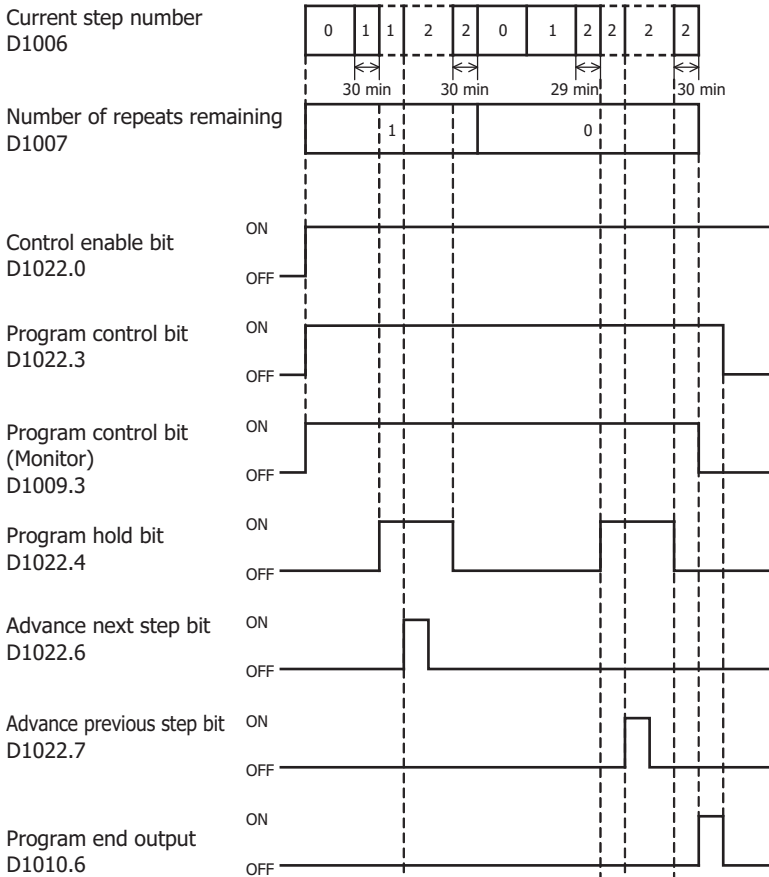 Current step number
D1006
0 1 1 2 2 0 1 2 2 2 2
30 min 30 min 29 min 30 min
Number of repeats remaining
D1007
1 0
Control enable bit
D1022.0
ON
OFF
Program control bit
D1022.3
ON
OFF
Program control bit
(Monitor)
D1009.3
ON
OFF
Program hold bit
D1022.4
ON
OFF
Advance next step bit
D1022.6
ON
OFF
Advance previous step bit
D1022.7
ON
OFF
Program end output
D1010.6
ON
OFF